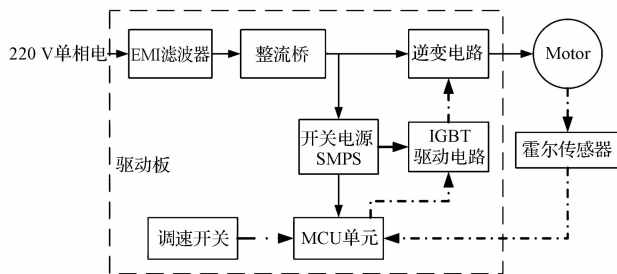 220 V单相电
EMI滤波器
整流桥
逆变电路
Motor
开关电源
SMPS
IGBT
驱动电路
霍尔传感器
驱动板
调速开关
MCU单元